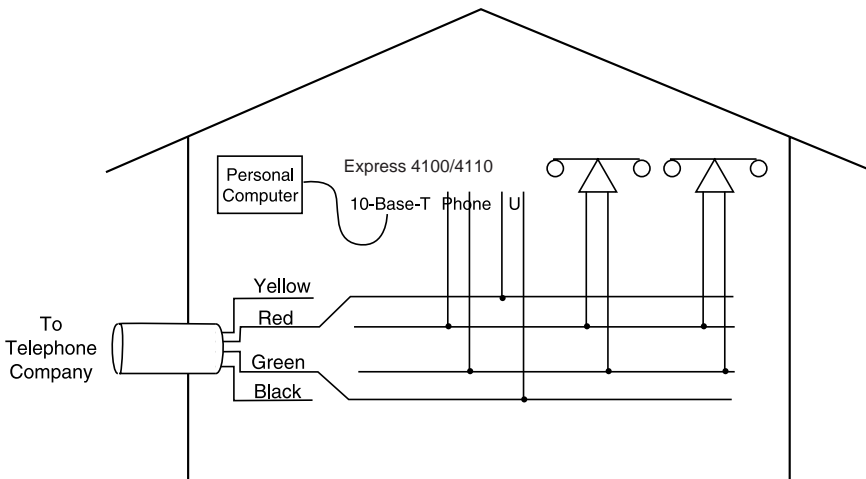 Personal
Computer
Express 4100/4110
10-Base-T Phone U
Yellow
Red
To
Telephone
Company
Green
Black